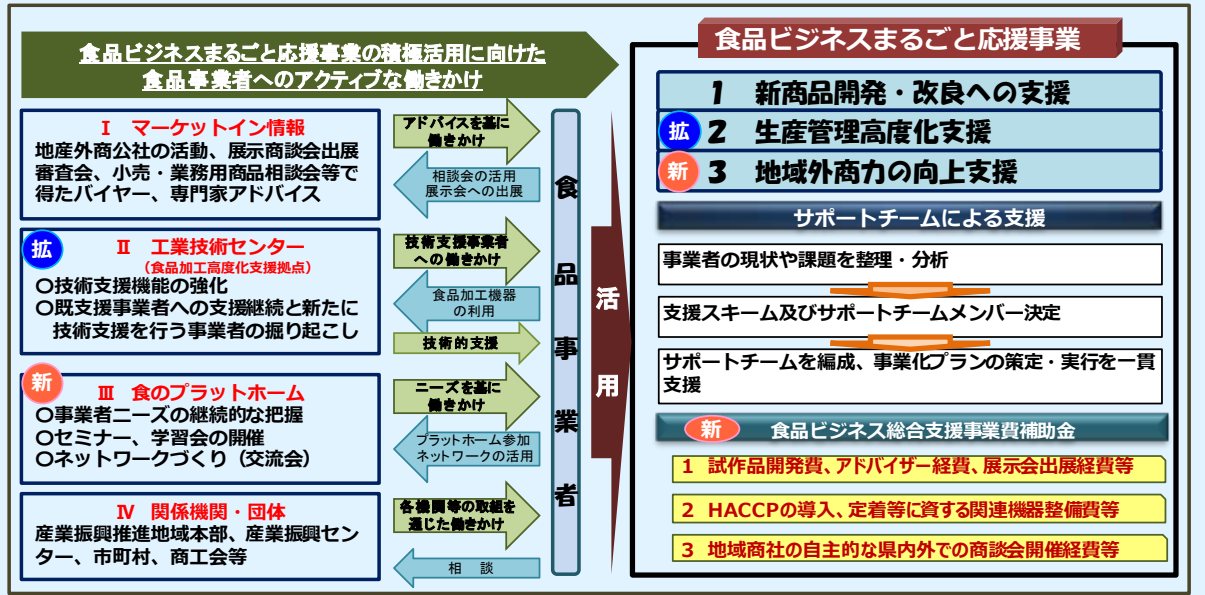 食品ビジネスまるごと応援事業の積極活用に向けた
食品事業者へのアクティブな働きかけ
Ⅰ マーケットイン情報
地産外商公社の活動、展示商談会出展
審査会、小売・業務用商品相談会等で
得たバイヤー、専門家アドバイス
アドバイスを基に
働きかけ
相談会の活用
展示会への出展
拡
Ⅱ 工業技術センター
（食品加工高度化支援拠点）
○技術支援機能の強化
○既支援事業者への支援継続と新たに
技術支援を行う事業者の掘り起こし
技術支援事業者
への働きかけ
食品加工機器
の利用
技術的支援
新
Ⅲ 食のプラットホーム
○事業者ニーズの継続的な把握
○セミナー、学習会の開催
○ネットワークづくり（交流会）
ニーズを基に
働きかけ
プラットホーム参加
ネットワークの活用
Ⅳ 関係機関・団体
産業振興推進地域本部、産業振興セン
ター、市町村、商工会等
各機関等の取組を
通じた働きかけ
相 談
食品事業者
活用
食品ビジネスまるごと応援事業
1 新商品開発・改良への支援
拡 2 生産管理高度化支援
新 3 地域外商力の向上支援
サポートチームによる支援
事業者の現状や課題を整理・分析
支援スキーム及びサポートチームメンバー決定
サポートチームを編成、事業化プランの策定・実行を一貫
支援
新 食品ビジネス総合支援事業費補助金
1 試作品開発費、アドバイザー経費、展示会出展経費等
2 HACCPの導入、定着等に資する関連機器整備費等
3 地域商社の自主的な県内外での商談会開催経費等